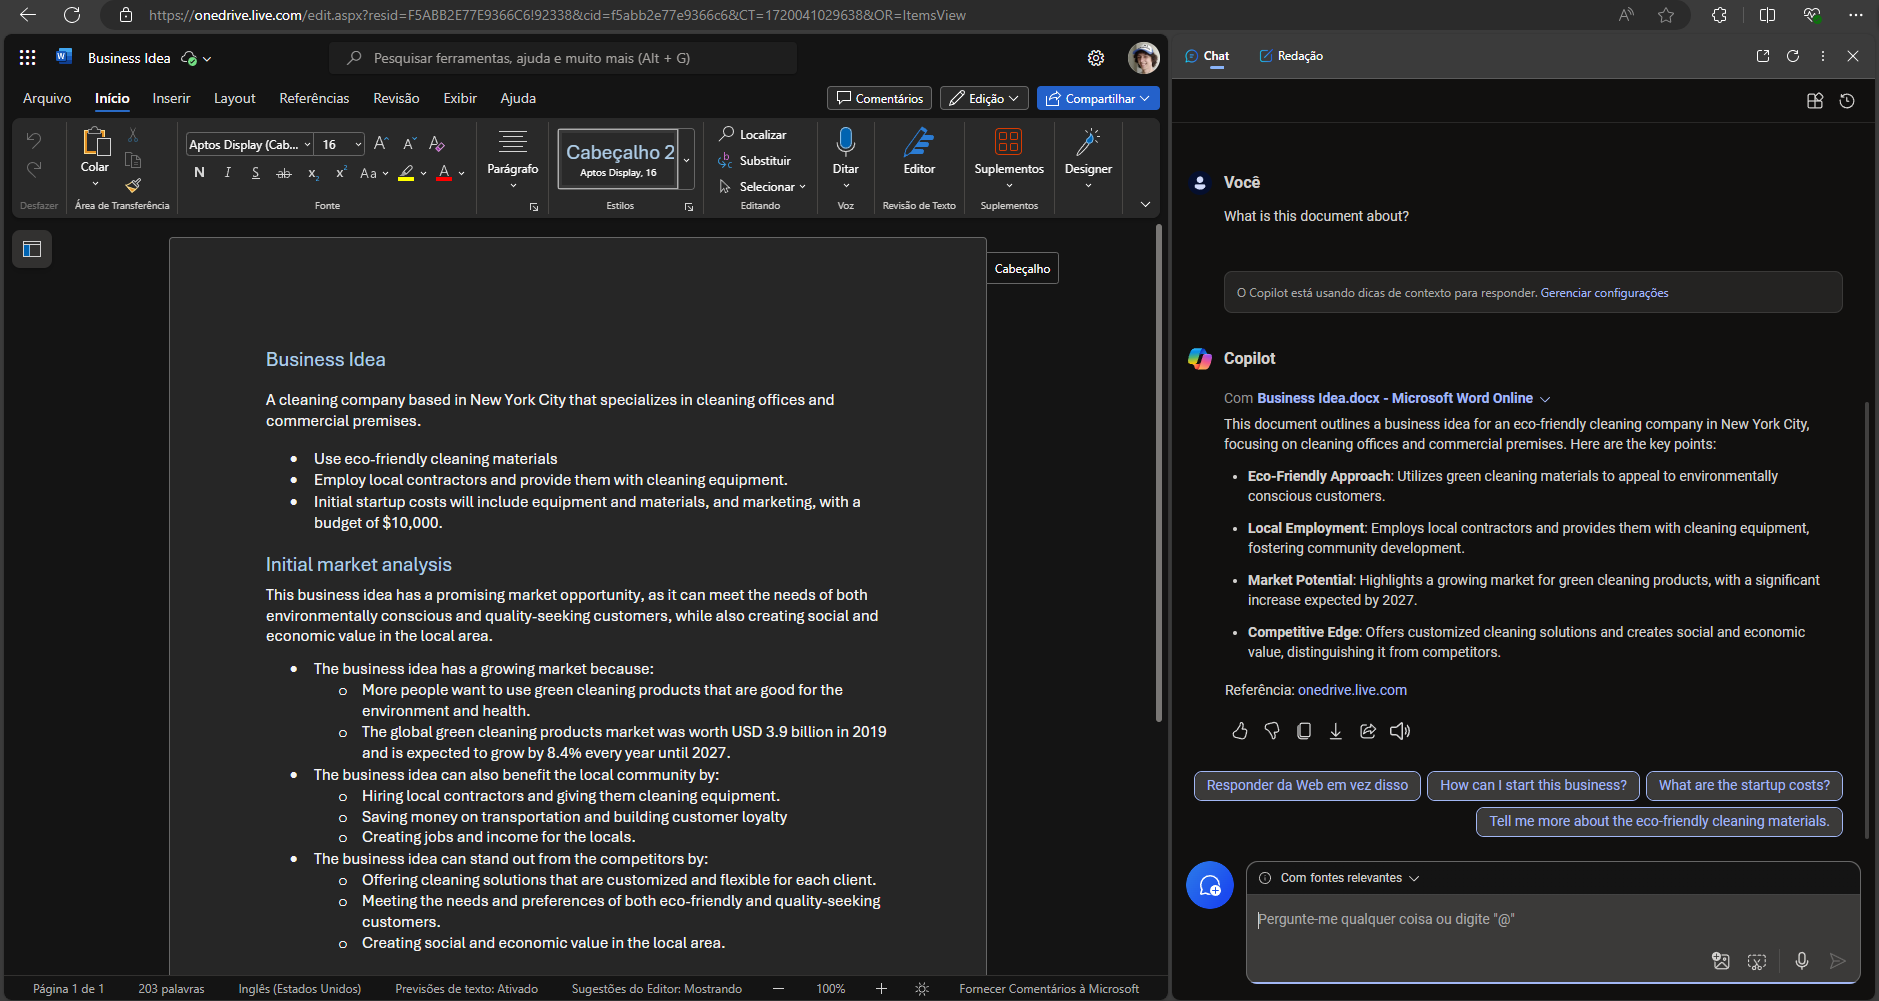 https://onedrive.live.com/edit.aspx?resid=F5ABB2E77E9366C6!92338&cid=f5abb2e77e9366c6&CT=1720041029638&OR=ItemsView
Business Idea
Pesquisar ferramentas, ajuda e muito mais (Alt + G)
Arquivo Início Inserir Layout Referências Revisão Exibir Ajuda
Comentários Edição Compartilhar
Colar
Aptos Display (Cab... 16
N I S ab x₂ x² Aa A
Parágrafo
Cabeçalho 2
Aptos Display, 16
Localizar
Substituir
Selecionar
Ditar
Editor
Suplementos
Designer
Desfazer Área de Transferência Fonte Estilos Editando Voz Revisão de Texto Suplementos
Cabeçalho
Business Idea
A cleaning company based in New York City that specializes in cleaning offices and
commercial premises.
• Use eco-friendly cleaning materials
• Employ local contractors and provide them with cleaning equipment.
• Initial startup costs will include equipment and materials, and marketing, with a
budget of $10,000.
Initial market analysis
This business idea has a promising market opportunity, as it can meet the needs of both
environmentally conscious and quality-seeking customers, while also creating social and
economic value in the local area.
• The business idea has a growing market because:
o More people want to use green cleaning products that are good for the
environment and health.
o The global green cleaning products market was worth USD 3.9 billion in 2019
and is expected to grow by 8.4% every year until 2027.
• The business idea can also benefit the local community by:
o Hiring local contractors and giving them cleaning equipment.
o Saving money on transportation and building customer loyalty
o Creating jobs and income for the locals.
• The business idea can stand out from the competitors by:
o Offering cleaning solutions that are customized and flexible for each client.
o Meeting the needs and preferences of both eco-friendly and quality-seeking
customers.
o Creating social and economic value in the local area.
Página 1 de 1 203 palavras Inglês (Estados Unidos) Previsões de texto: Ativado Sugestões do Editor: Mostrando — 100% + Fornecer Comentários à Microsoft
Chat Redação
Você
What is this document about?
O Copilot está usando dicas de contexto para responder. Gerenciar configurações
Copilot
Com Business Idea.docx - Microsoft Word Online
This document outlines a business idea for an eco-friendly cleaning company in New York City,
focusing on cleaning offices and commercial premises. Here are the key points:
• Eco-Friendly Approach: Utilizes green cleaning materials to appeal to environmentally
conscious customers.
• Local Employment: Employs local contractors and provides them with cleaning equipment,
fostering community development.
• Market Potential: Highlights a growing market for green cleaning products, with a significant
increase expected by 2027.
• Competitive Edge: Offers customized cleaning solutions and creates social and economic
value, distinguishing it from competitors.
Referência: onedrive.live.com
Responder da Web em vez disso How can I start this business? What are the startup costs?
Tell me more about the eco-friendly cleaning materials.
Com fontes relevantes
Pergunte-me qualquer coisa ou digite "@"